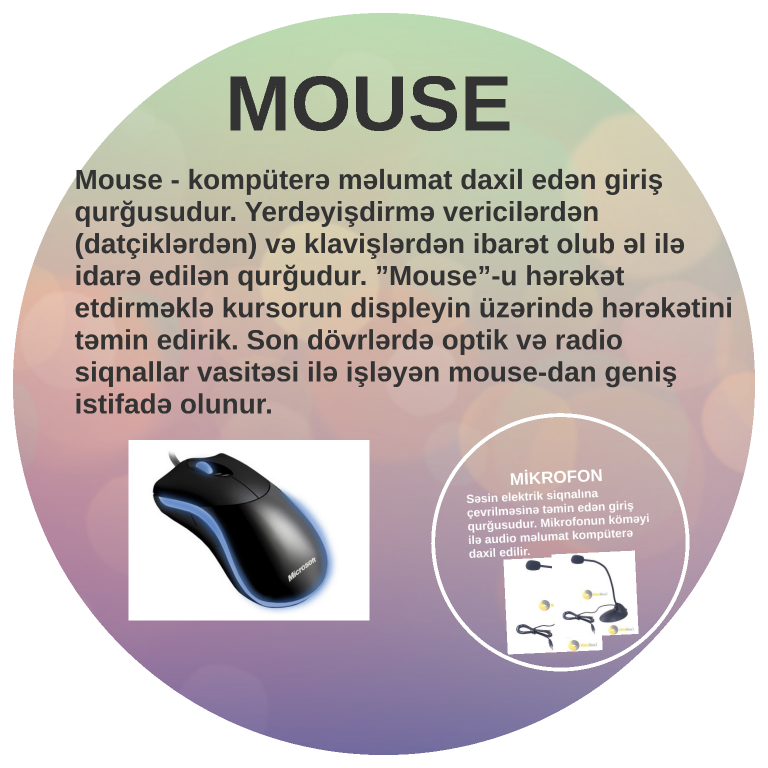 MOUSE
Mouse - kompüterə məlumat daxil edən giriş
qurğusudur. Yerdəyişdirmə vericilərdən
(datçiklərdən) və klavişlərdən ibarət olub əl ilə
idarə edilən qurğudur. ”Mouse”-u hərəkət
etdirməklə kursorun displeyin üzərində hərəkətini
təmin edirik. Son dövrlərdə optik və radio
siqnallar vasitəsi ilə işləyən mouse-dan geniş
istifadə olunur.
Microsoft
MİKROFON
Səsin elektrik siqnalına
çevrilməsinə təmin edən giriş
qurğusudur. Mikrofonun köməyi
ilə audio məlumat kompüterə
daxil edilir.